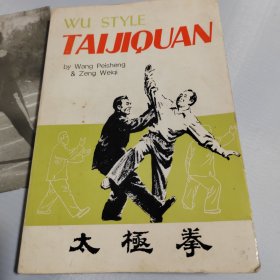 WU STYLE
TAIJIQUAN
by Wang Peisheng
& Zeng Weiqi
太極拳